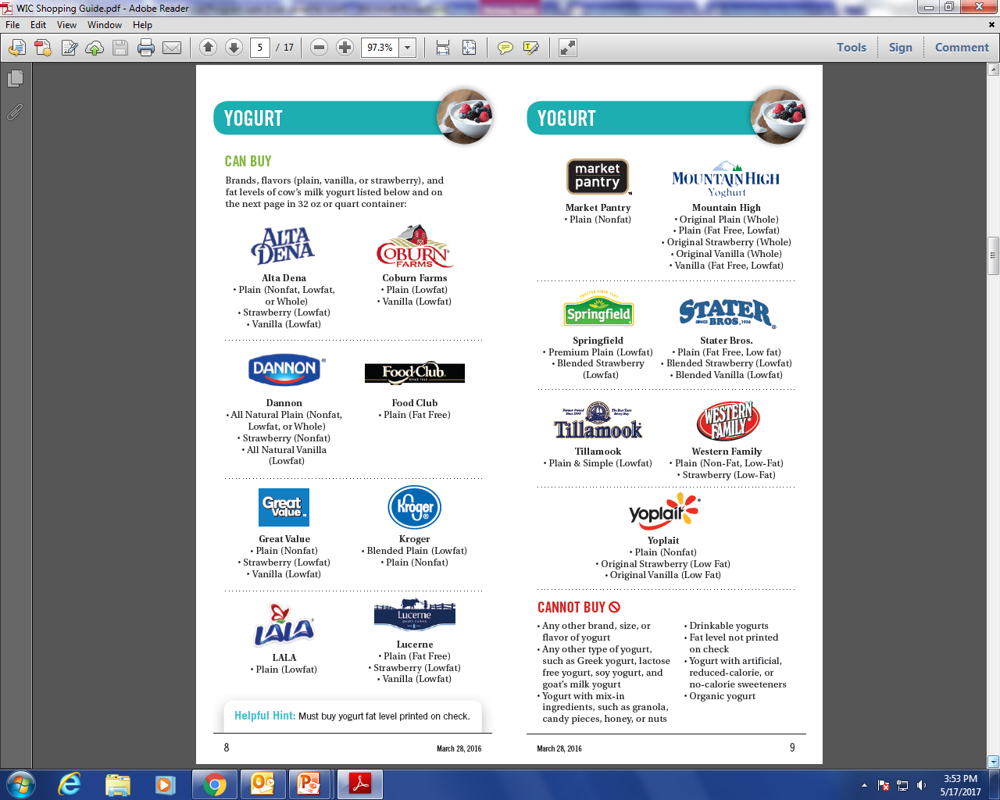 WIC Shopping Guide.pdf - Adobe Reader
File Edit View Window Help
5 / 17 97.3% Tools Sign Comment
YOGURT
CAN BUY
Brands, flavors (plain, vanilla, or strawberry), and
fat levels of cow's milk yogurt listed below and on
the next page in 32 oz or quart container:
ALTA
DENA
Alta Dena
• Plain (Nonfat, Lowfat,
or Whole)
• Strawberry (Lowfat)
• Vanilla (Lowfat)
COBURN
FARMS
Coburn Farms
• Plain (Lowfat)
• Vanilla (Lowfat)
DANNON
Dannon
• All Natural Plain (Nonfat,
Lowfat, or Whole)
• Strawberry (Nonfat)
• All Natural Vanilla
(Lowfat)
Food Club
SINCE 1945
Food Club
• Plain (Fat Free)
Great
Value
Great Value
• Plain (Nonfat)
• Strawberry (Lowfat)
• Vanilla (Lowfat)
Kroger
Kroger
• Blended Plain (Lowfat)
• Plain (Nonfat)
LALA
LALA
• Plain (Lowfat)
Lucerne
DAIRY FARMS
Lucerne
• Plain (Fat Free)
• Strawberry (Lowfat)
• Vanilla (Lowfat)
Helpful Hint: Must buy yogurt fat level printed on check.
8 March 28, 2016
YOGURT
market
pantry
Market Pantry
• Plain (Nonfat)
MOUNTAIN HIGH
Yoghurt
Mountain High
• Original Plain (Whole)
• Plain (Fat Free, Lowfat)
• Original Strawberry (Whole)
• Original Vanilla (Whole)
• Vanilla (Fat Free, Lowfat)
Springfield
Springfield
• Premium Plain (Lowfat)
• Blended Strawberry
(Lowfat)
STATER
SINCE BROS. 1936
Stater Bros.
• Plain (Fat Free, Low fat)
• Blended Strawberry (Lowfat)
• Blended Vanilla (Lowfat)
Farmer Owned The Best Taste
Since 1909 Every Day
Tillamook
Tillamook
• Plain & Simple (Lowfat)
WESTERN
FAMILY
Western Family
• Plain (Non-Fat, Low-Fat)
• Strawberry (Low-Fat)
Yoplait
Yoplait
• Plain (Nonfat)
• Original Strawberry (Low Fat)
• Original Vanilla (Low Fat)
CANNOT BUY
• Any other brand, size, or
flavor of yogurt
• Any other type of yogurt,
such as Greek yogurt, lactose
free yogurt, soy yogurt, and
goat's milk yogurt
• Yogurt with mix-in
ingredients, such as granola,
candy pieces, honey, or nuts
• Drinkable yogurts
• Fat level not printed
on check
• Yogurt with artificial,
reduced-calorie, or
no-calorie sweeteners
• Organic yogurt
March 28, 2016 9
3:53 PM
5/17/2017